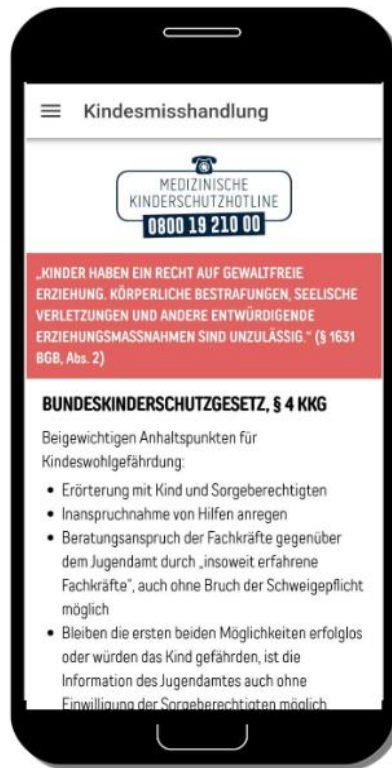 Kindesmisshandlung
MEDIZINISCHE
KINDERSCHUTZHOTLINE
0800 19 210 00
„KINDER HABEN EIN RECHT AUF GEWALTFREIE
ERZIEHUNG. KÖRPERLICHE BESTRAFUNGEN, SEELISCHE
VERLETZUNGEN UND ANDERE ENTWÜRDIGENDE
ERZIEHUNGSMASSNAHMEN SIND UNZULÄSSIG.“ (§ 1631
BGB, Abs. 2)
BUNDESKINDERSCHUTZGESETZ, § 4 KKG
Beigewichtigen Anhaltspunkten für
Kindeswohlgefährdung:
• Erörterung mit Kind und Sorgeberechtigten
• Inanspruchnahme von Hilfen anregen
• Beratungsanspruch der Fachkräfte gegenüber
dem Jugendamt durch „insoweit erfahrene
Fachkräfte“, auch ohne Bruch der Schweigepflicht
möglich
• Bleiben die ersten beiden Möglichkeiten erfolglos
oder würden das Kind gefährden, ist die
Information des Jugendamtes auch ohne
Einwilligung der Sorgeberechtigten möglich